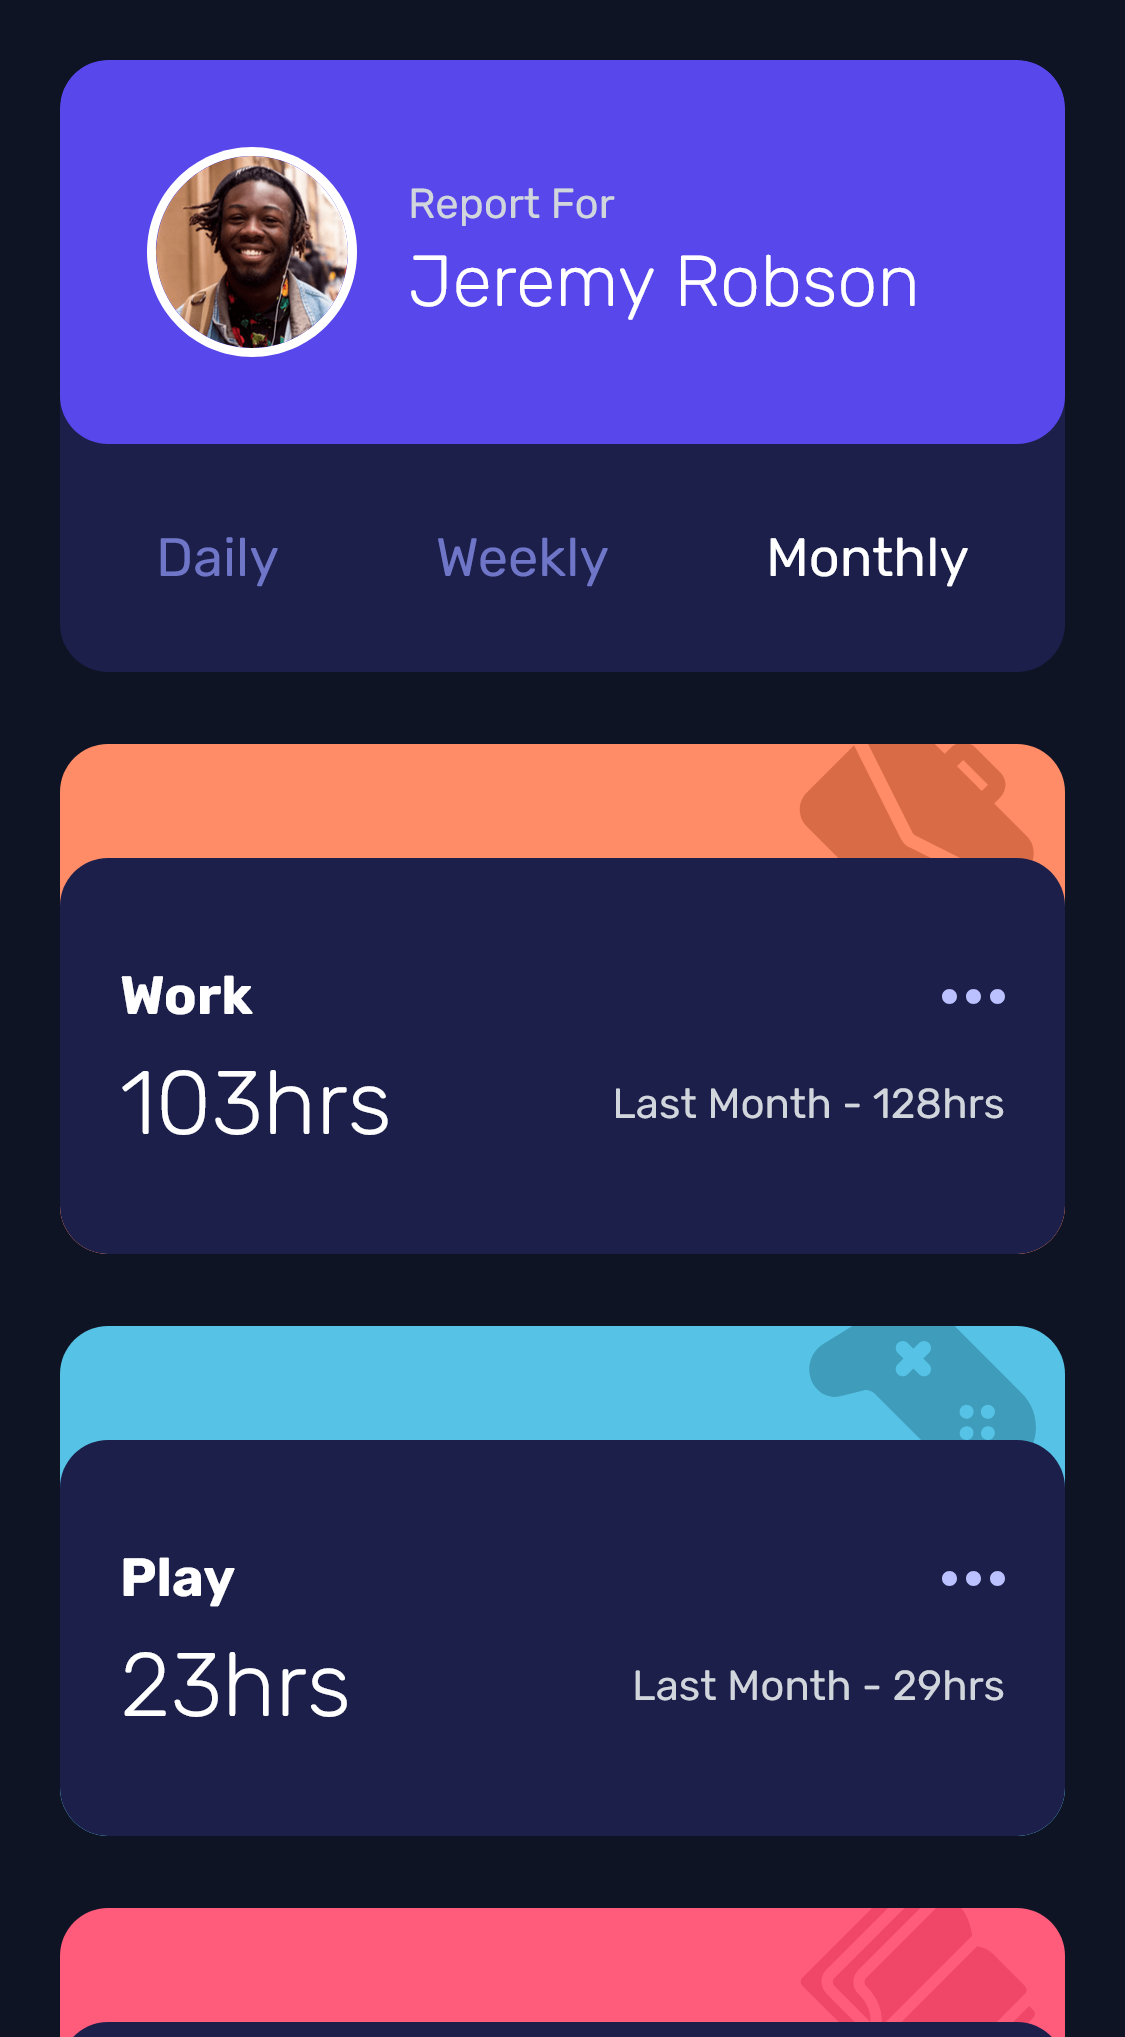 Report For
Jeremy Robson
Daily Weekly Monthly
Work
103hrs Last Month - 128hrs
Play
23hrs Last Month - 29hrs